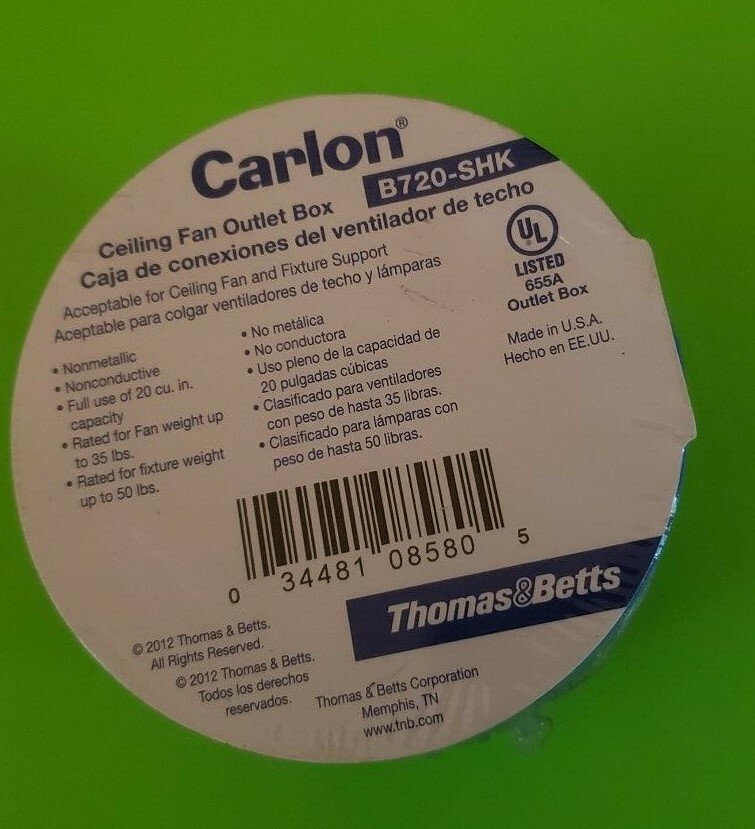 Carlon®
B720-SHK
Ceiling Fan Outlet Box
Caja de conexiones del ventilador de techo
Acceptable for Ceiling Fan and Fixture Support
Aceptable para colgar ventiladores de techo y lámparas
• Nonmetallic
• Nonconductive
• Full use of 20 cu. in.
capacity
• Rated for Fan weight up
to 35 lbs.
• Rated for fixture weight
up to 50 lbs.
• No metálica
• No conductora
• Uso pleno de la capacidad de
20 pulgadas cúbicas
• Clasificado para ventiladores
con peso de hasta 35 libras.
• Clasificado para lámparas con
peso de hasta 50 libras.
UL®
LISTED
655A
Outlet Box
Made in U.S.A.
Hecho en EE.UU.
0 34481 08580 5
Thomas&Betts
© 2012 Thomas & Betts.
All Rights Reserved.
© 2012 Thomas & Betts.
Todos los derechos
reservados.
Thomas & Betts Corporation
Memphis, TN
www.tnb.com